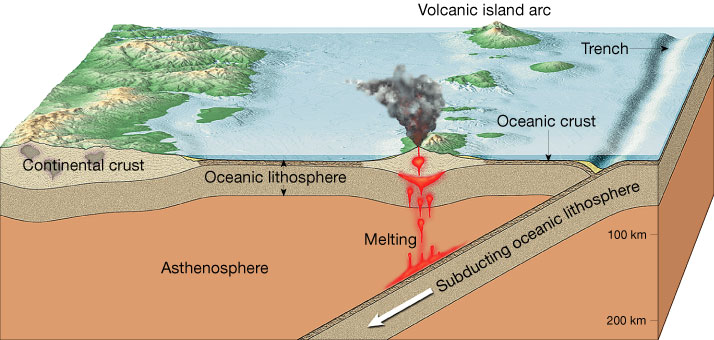 Volcanic island arc
Trench
Oceanic crust
Continental crust
Oceanic lithosphere
Subducting oceanic lithosphere
Melting
100 km
Asthenosphere
200 km